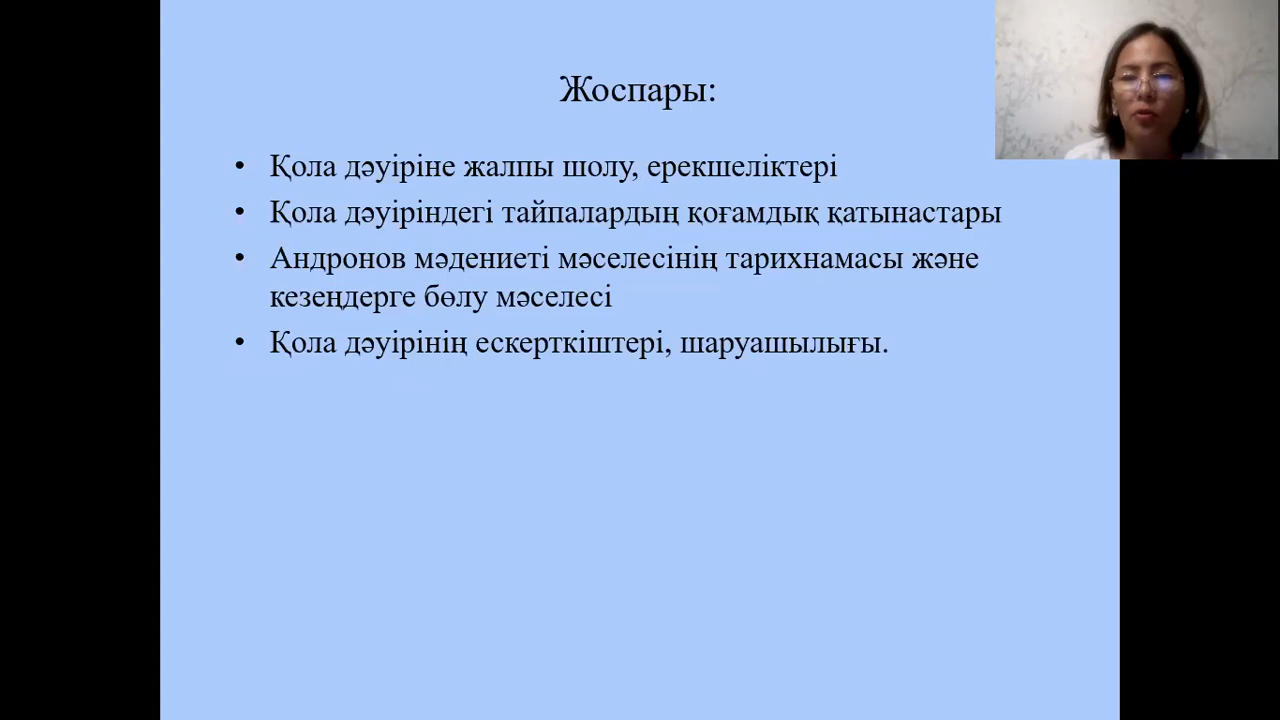 Жоспары:
• Қола дәуіріне жалпы шолу, ерекшеліктері
• Қола дәуіріндегі тайпалардың қоғамдық қатынастары
• Андронов мәдениеті мәселесінің тарихнамасы және
кезеңдерге бөлу мәселесі
• Қола дәуірінің ескерткіштері, шаруашылығы.